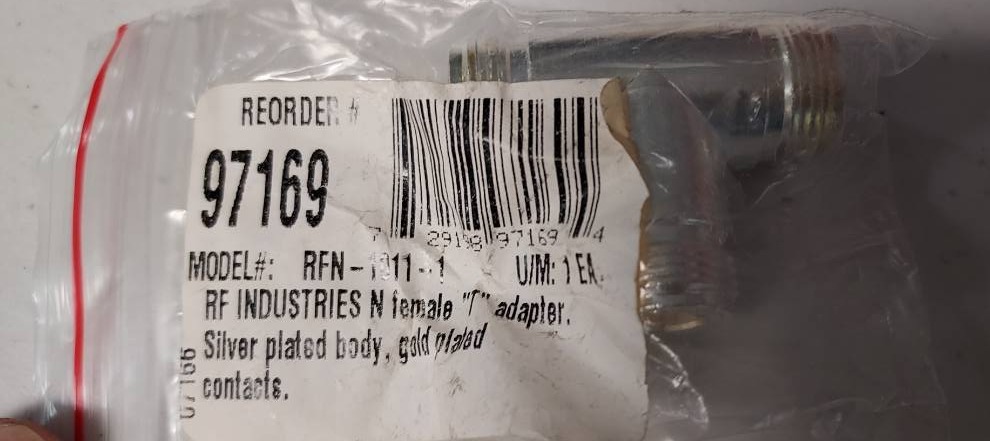 REORDER #
97169
7 29198 97169 4
MODEL#: RFN-1011-1 U/M: 1 EA.
RF INDUSTRIES N female "T" adapter.
Silver plated body, gold plated
contacts.